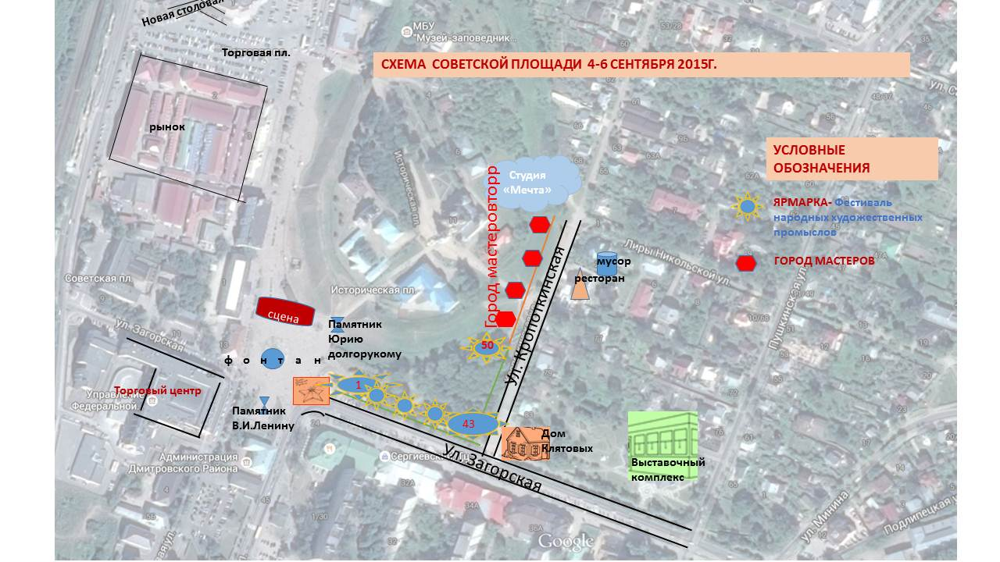 Новая столовая
МБУ
"Музей-заповедник...
Торговая пл.
СХЕМА СОВЕТСКОЙ ПЛОЩАДИ 4-6 СЕНТЯБРЯ 2015Г.
рынок
УСЛОВНЫЕ
ОБОЗНАЧЕНИЯ
Студия
«Мечта»
Историческая пл.
Город мастеровторр
ЯРМАРКА- Фестиваль
народных художественных
промыслов
ГОРОД МАСТЕРОВ
Лиры Никольской ул.
мусор
ресторан
Ул. Кропоткинская
Пушкинская ул.
Советская пл.
Историческая пл.
сцена
Памятник
Юрию
долгорукому
ул. Загорская
50
ф о н т а н
Торговый центр
Управление
Федеральной...
1
Памятник
В.И.Ленину
43
Дом
Клятовых
Администрация
Дмитровского Района
Ул. Загорская
Выставочный
комплекс
ул. Минина
Подлипецкая
Google